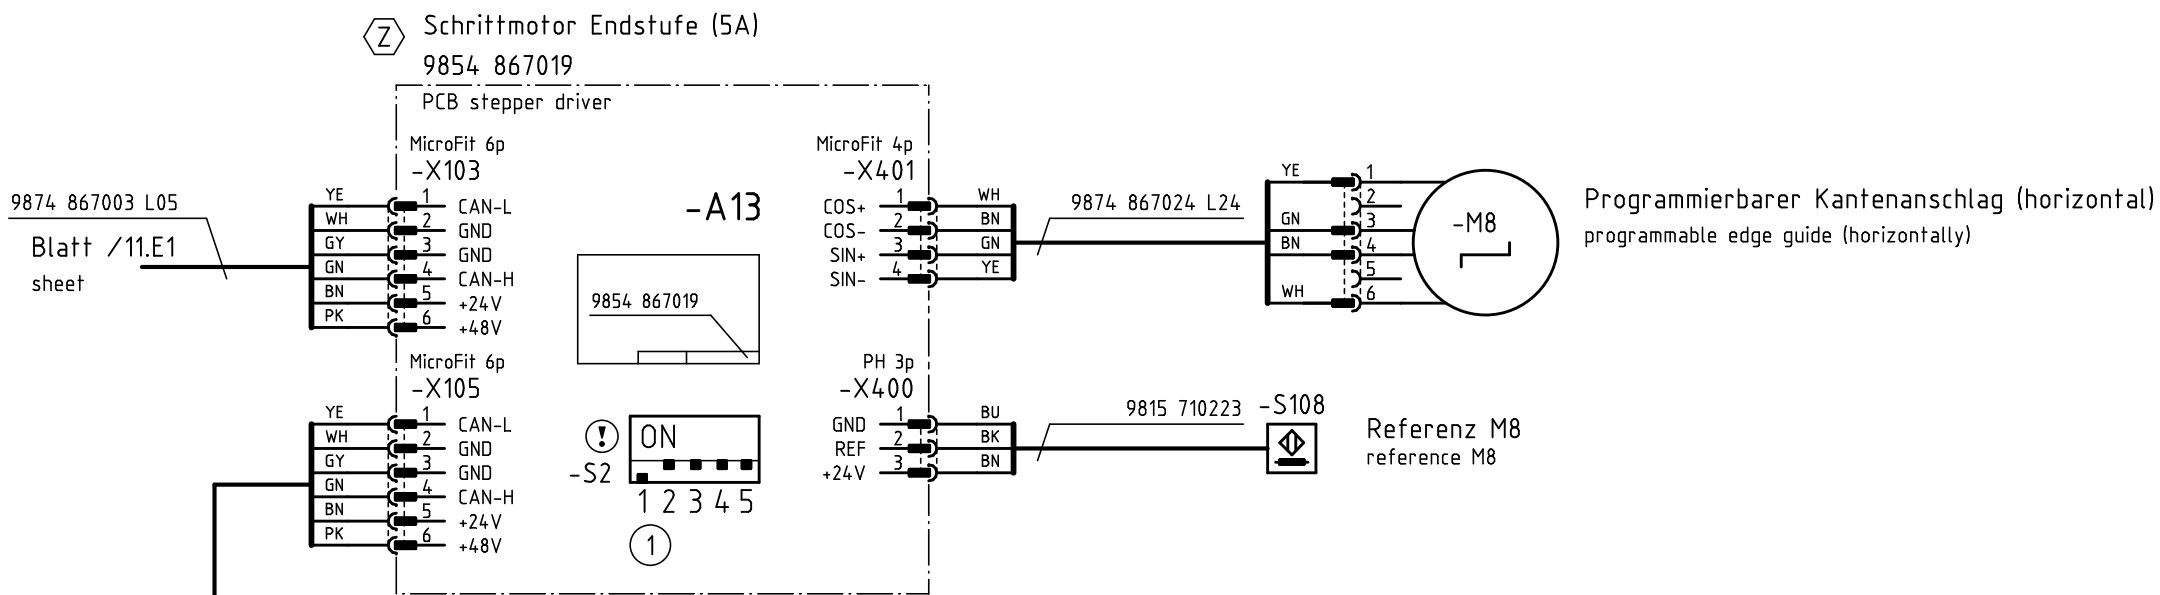 Z
Schrittmotor Endstufe (5A)
9854 867019
PCB stepper driver
MicroFit 6p
-X103
9874 867003 L05
Blatt /11.E1
sheet
YE 1 CAN-L
WH 2 GND
GY 3 GND
GN 4 CAN-H
BN 5 +24V
PK 6 +48V
MicroFit 6p
-X105
YE 1 CAN-L
WH 2 GND
GY 3 GND
GN 4 CAN-H
BN 5 +24V
PK 6 +48V
-A13
9854 867019
! ON
-S2
1 2 3 4 5
1
MicroFit 4p
-X401
COS+ 1 WH
COS- 2 BN
SIN+ 3 GN
SIN- 4 YE
9874 867024 L24
YE 1
2
GN 3
BN 4
5
WH 6
-M8
Programmierbarer Kantenanschlag (horizontal)
programmable edge guide (horizontally)
PH 3p
-X400
GND 1 BU
REF 2 BK
+24V 3 BN
9815 710223
-S108
Referenz M8
reference M8